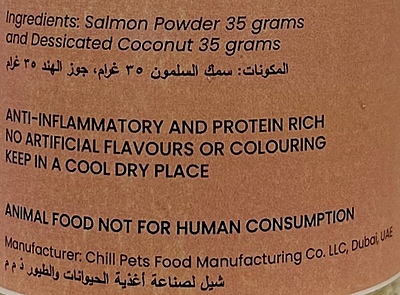 Ingredients: Salmon Powder 35 grams
and Dessicated Coconut 35 grams
المكونات: سمك السلمون ٣٥ غرام، جوز الهند ٣٥ غرام
ANTI-INFLAMMATORY AND PROTEIN RICH
NO ARTIFICIAL FLAVOURS OR COLOURING
KEEP IN A COOL DRY PLACE
ANIMAL FOOD NOT FOR HUMAN CONSUMPTION
Manufacturer: Chill Pets Food Manufacturing Co. LLC, Dubai, UAE
شيل لصناعة أغذية الحيوانات والطيور ذ م م